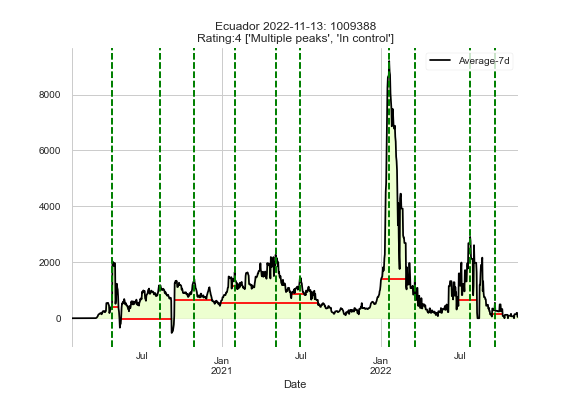 Ecuador 2022-11-13: 1009388
Rating:4 ['Multiple peaks', 'In control']
Average-7d
8000
6000
4000
2000
0
Jul
Jan
2021
Jul
Jan
2022
Jul
Date